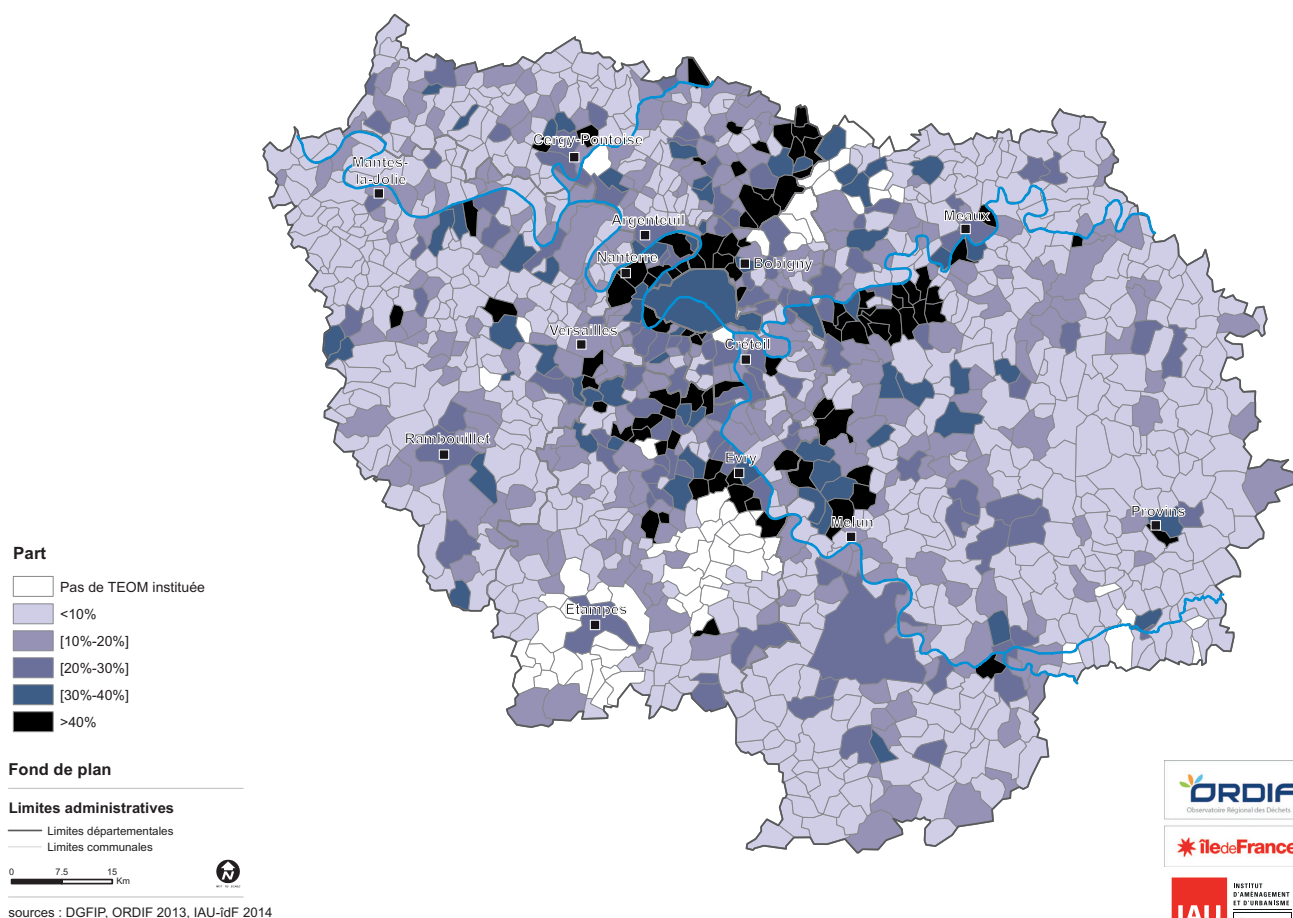 Cergy-Pontoise
Mantes-
la-Jolie
Argenteuil
Meaux
Nanterre
Bobigny
Versailles
Créteil
Rambouillet
Evry
Provins
Melun
Etampes
Part
Pas de TEOM instituée
<10%
[10%-20%]
[20%-30%]
[30%-40%]
>40%
Fond de plan
Limites administratives
Limites départementales
Limites communales
0 7.5 15
Km
sources : DGFIP, ORDIF 2013, IAU-îdF 2014
ORDIF
Observatoire Régional des Déchets
îledeFrance
INSTITUT
D'AMÉNAGEMENT
ET D'URBANISME
IAU